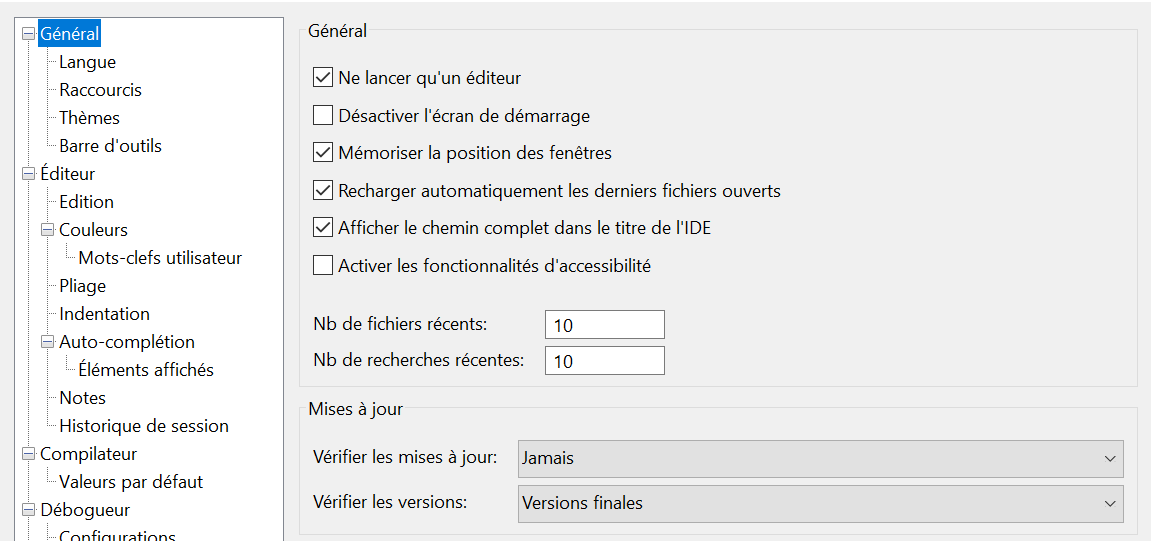 Général
Langue
Raccourcis
Thèmes
Barre d'outils
Éditeur
Edition
Couleurs
Mots-clefs utilisateur
Pliage
Indentation
Auto-complétion
Éléments affichés
Notes
Historique de session
Compilateur
Valeurs par défaut
Débogueur
Configurations
Général
Ne lancer qu'un éditeur
Désactiver l'écran de démarrage
Mémoriser la position des fenêtres
Recharger automatiquement les derniers fichiers ouverts
Afficher le chemin complet dans le titre de l'IDE
Activer les fonctionnalités d'accessibilité
Nb de fichiers récents: 10
Nb de recherches récentes: 10
Mises à jour
Vérifier les mises à jour: Jamais
Vérifier les versions: Versions finales